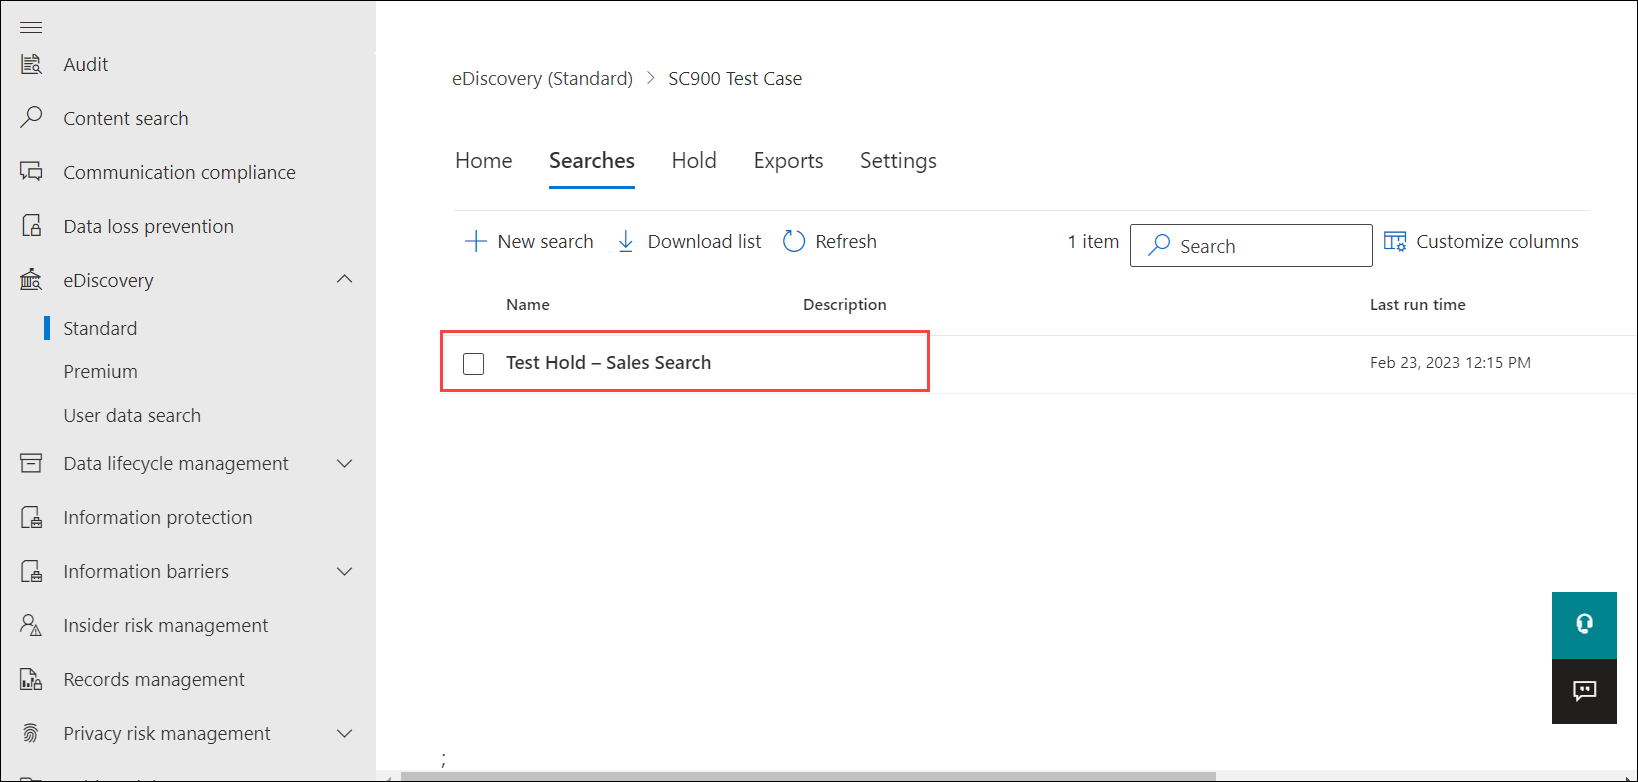 Audit
Content search
Communication compliance
Data loss prevention
eDiscovery
Standard
Premium
User data search
Data lifecycle management
Information protection
Information barriers
Insider risk management
Records management
Privacy risk management
eDiscovery (Standard) > SC900 Test Case
Home Searches Hold Exports Settings
New search Download list Refresh 1 item Search Customize columns
Name Description Last run time
Test Hold – Sales Search Feb 23, 2023 12:15 PM
;